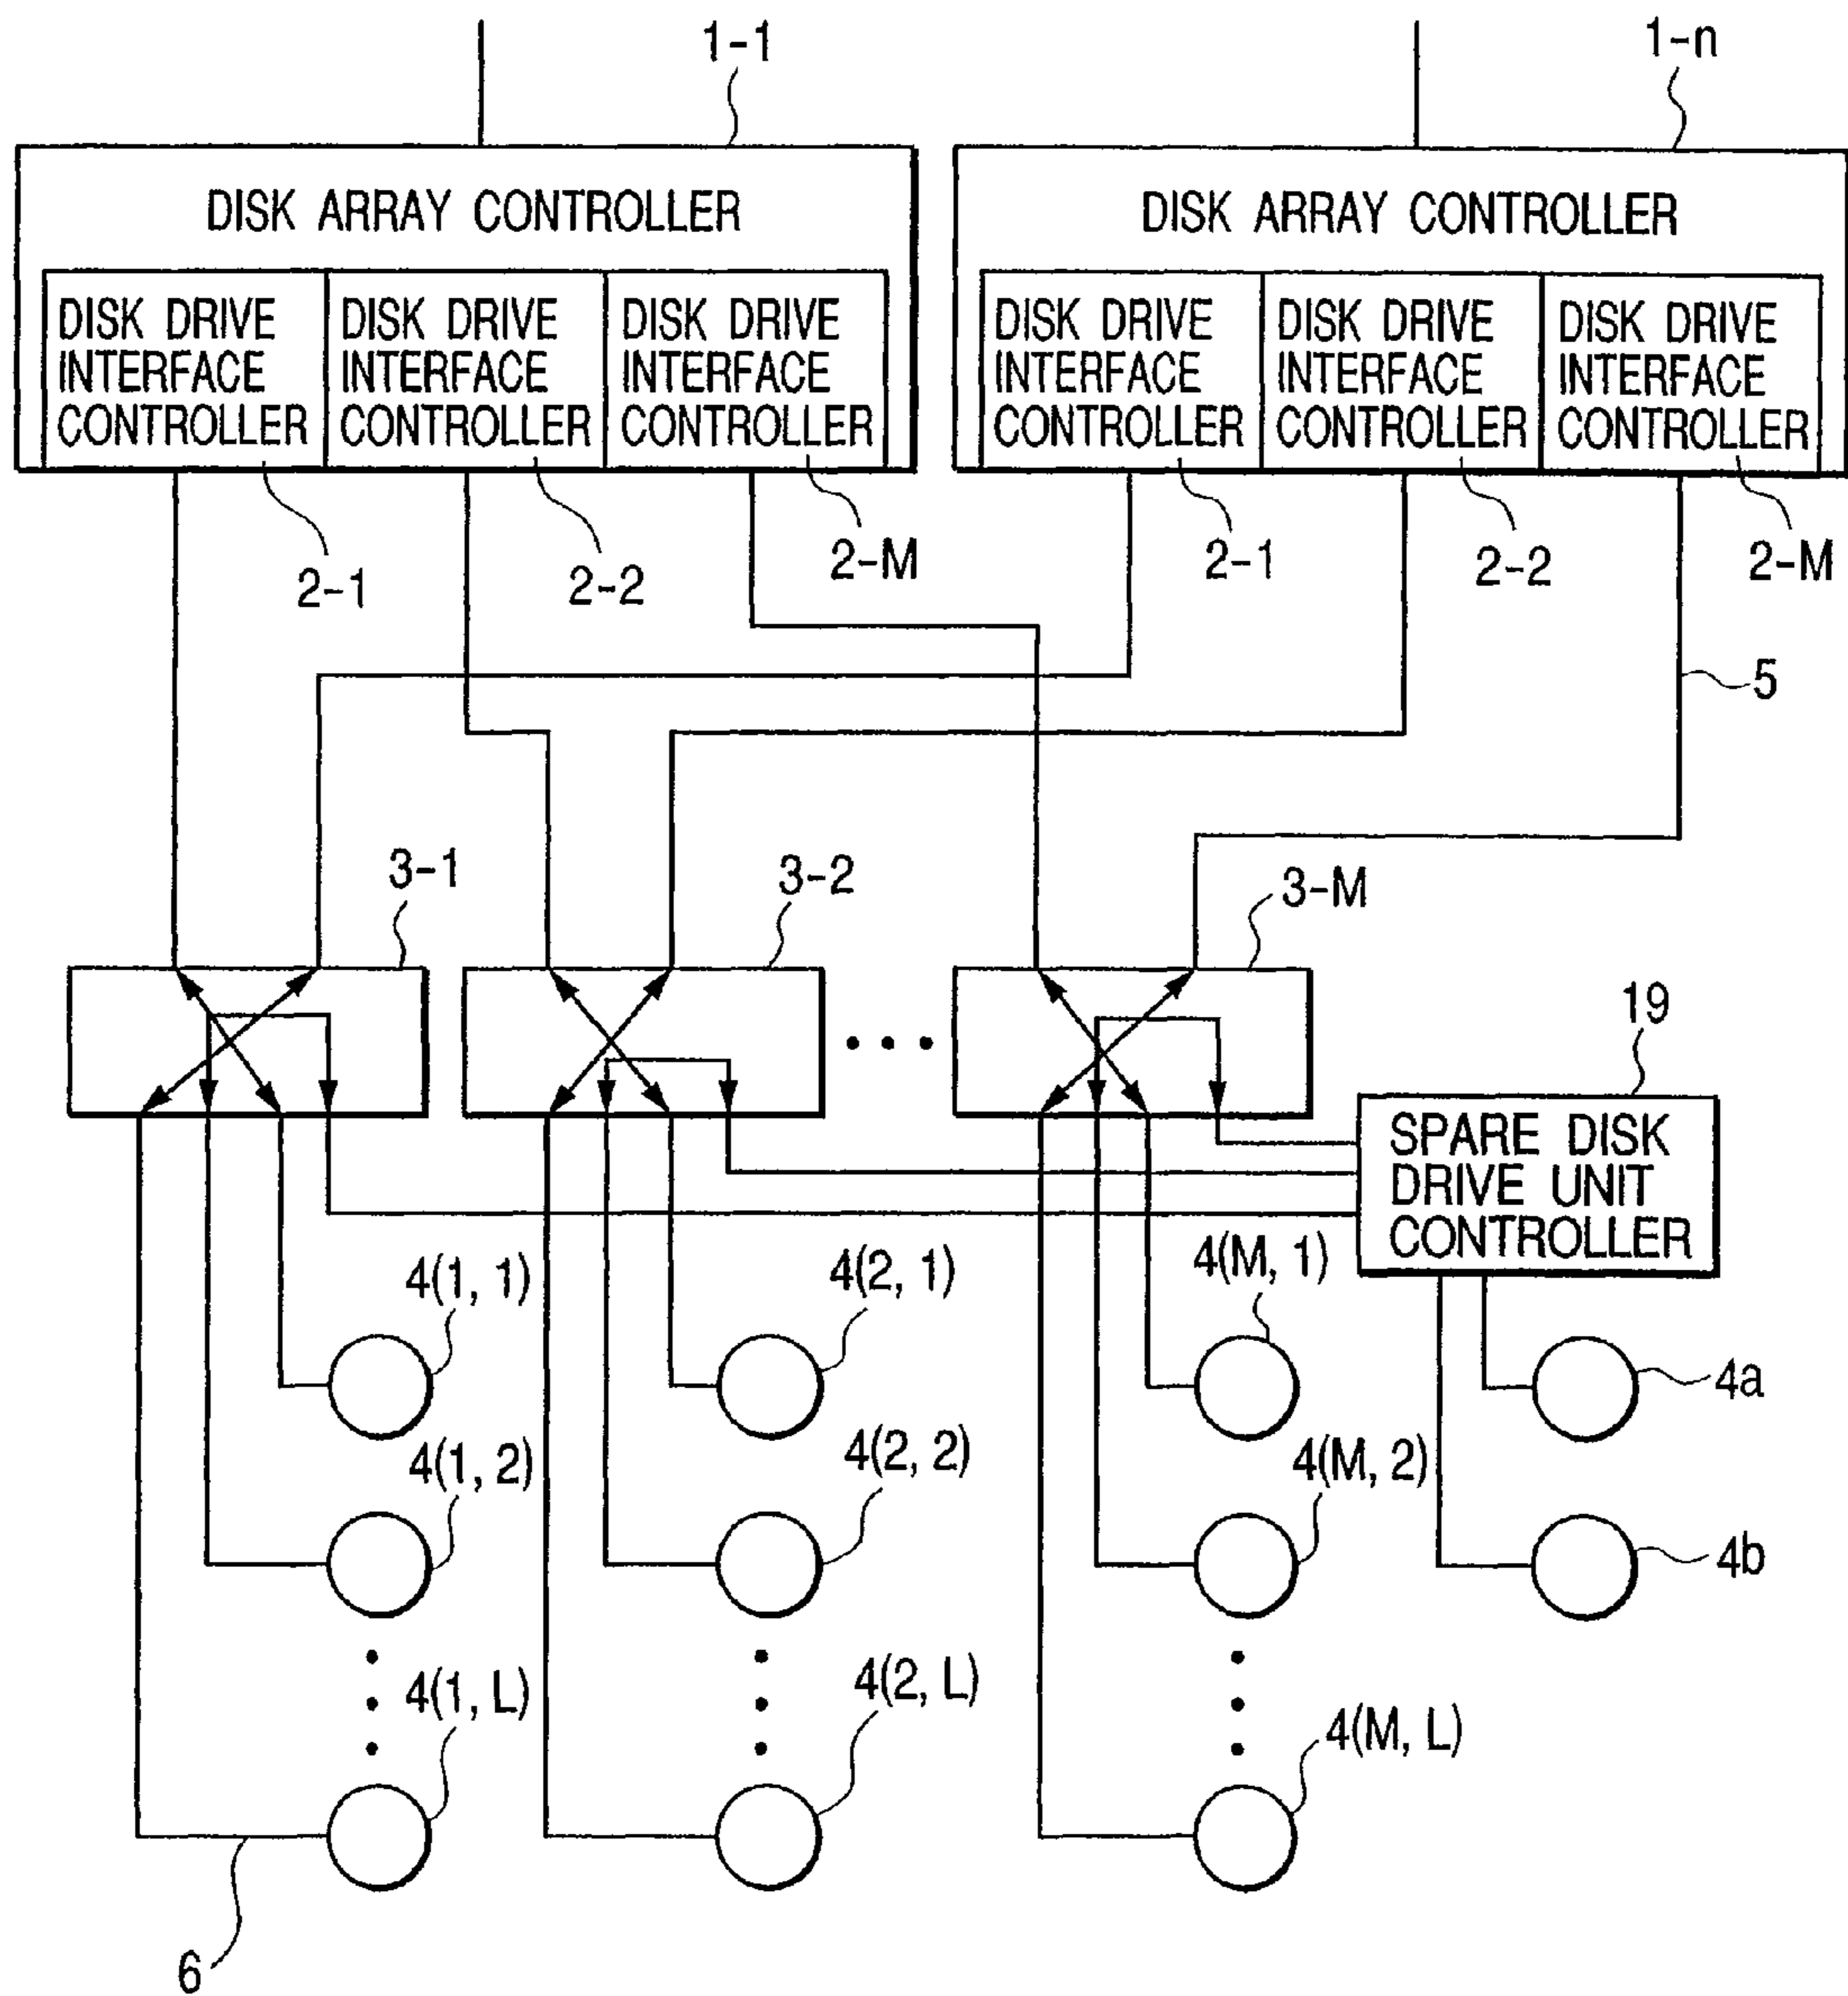 1-1
1-n
DISK ARRAY CONTROLLER
DISK ARRAY CONTROLLER
DISK DRIVE
INTERFACE
CONTROLLER
DISK DRIVE
INTERFACE
CONTROLLER
DISK DRIVE
INTERFACE
CONTROLLER
DISK DRIVE
INTERFACE
CONTROLLER
DISK DRIVE
INTERFACE
CONTROLLER
DISK DRIVE
INTERFACE
CONTROLLER
2-1
2-2
2-M
2-1
2-2
2-M
5
3-1
3-2
3-M
19
SPARE DISK
DRIVE UNIT
CONTROLLER
4(1, 1)
4(2, 1)
4(M, 1)
4a
4(1, 2)
4(2, 2)
4(M, 2)
4b
4(1, L)
4(2, L)
4(M, L)
6